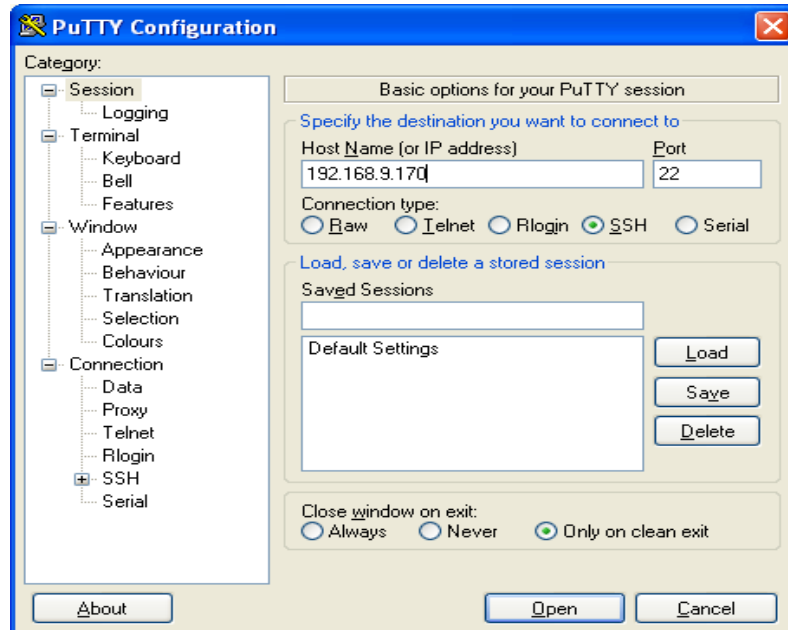 PuTTY Configuration
Category:
Session
Logging
Terminal
Keyboard
Bell
Features
Window
Appearance
Behaviour
Translation
Selection
Colours
Connection
Data
Proxy
Telnet
Rlogin
SSH
Serial
Basic options for your PuTTY session
Specify the destination you want to connect to
Host Name (or IP address) Port
192.168.9.170 22
Connection type:
Raw Telnet Rlogin SSH Serial
Load, save or delete a stored session
Saved Sessions
Default Settings
Load
Save
Delete
Close window on exit:
Always Never Only on clean exit
About Open Cancel